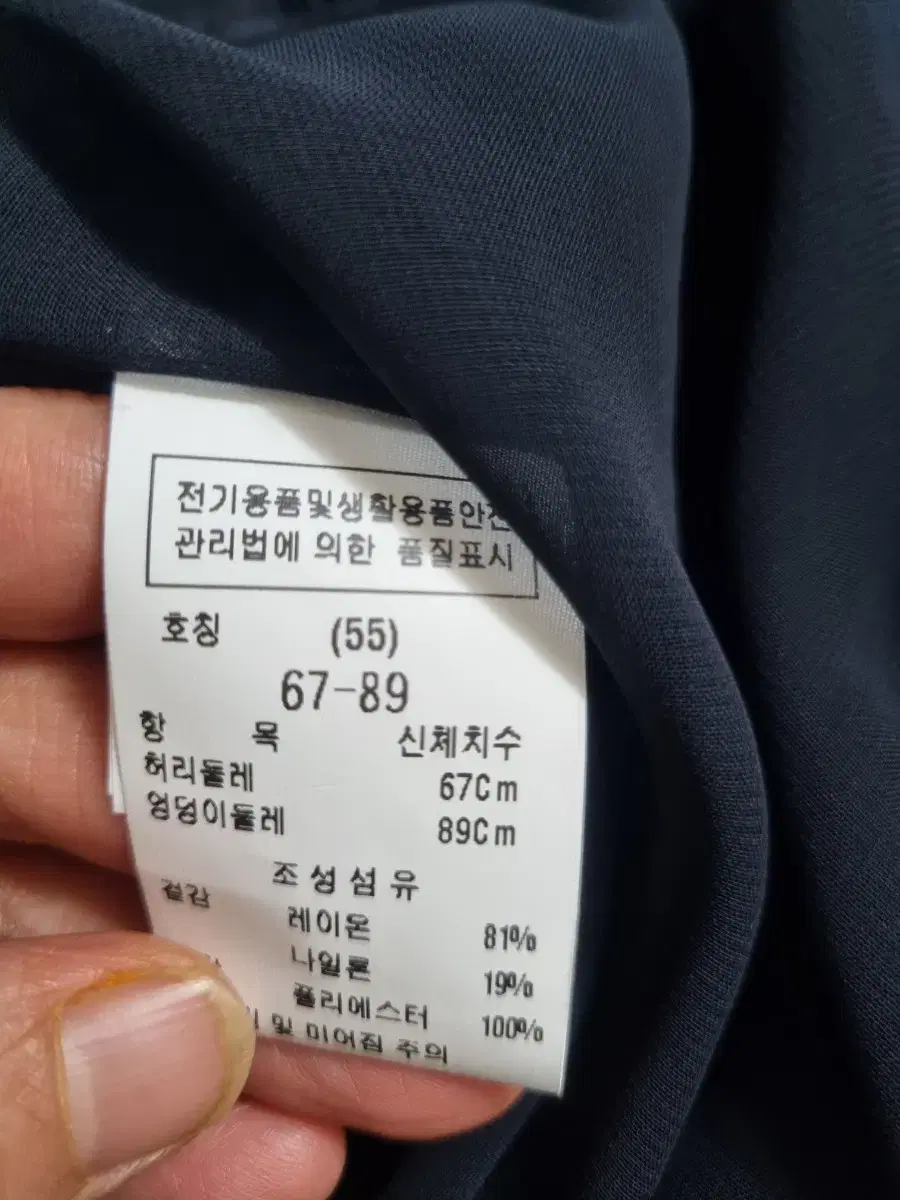 전기용품및생활용품안전
관리법에 의한 품질표시
호칭 (55)
67-89
항 목 신체치수
허리둘레 67Cm
엉덩이둘레 89Cm
조성섬유
겉감
레이온 81%
나일론 19%
폴리에스터 100%
및 미어짐 주의